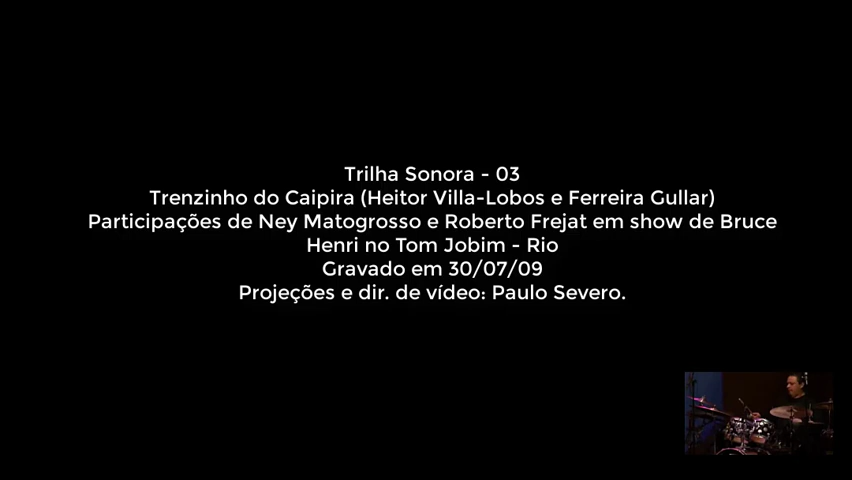 Trilha Sonora - 03
Trenzinho do Caipira (Heitor Villa-Lobos e Ferreira Gullar)
Participações de Ney Matogrosso e Roberto Frejat em show de Bruce
Henri no Tom Jobim - Rio
Gravado em 30/07/09
Projeções e dir. de vídeo: Paulo Severo.